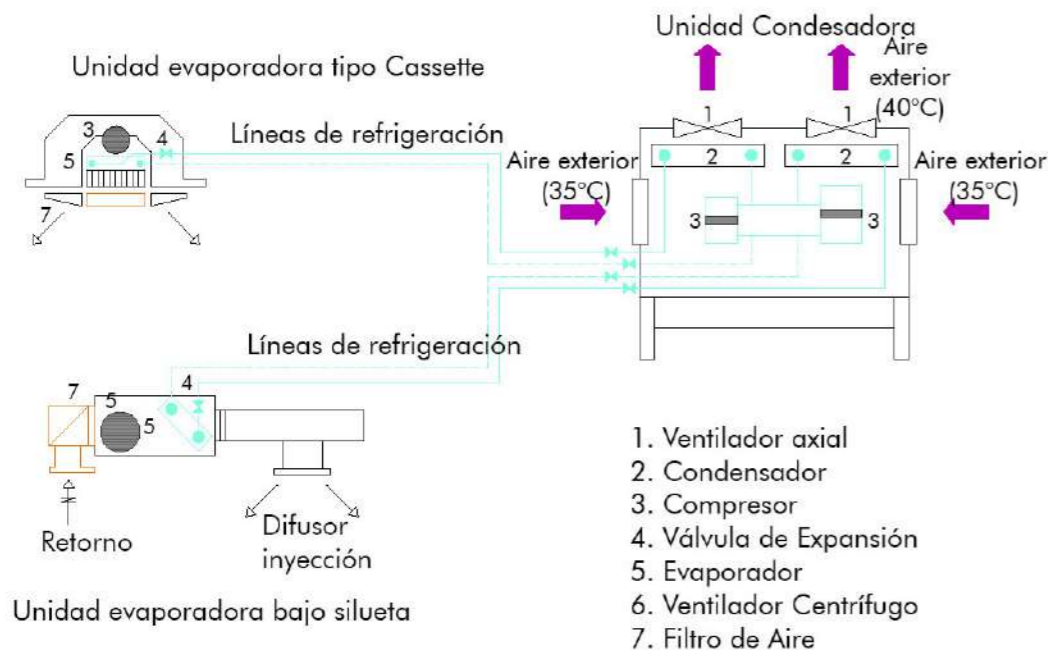 Unidad Condesadora
Unidad evaporadora tipo Cassette
Aire
exterior
(40°C)
1
1
3
4
5
7
Líneas de refrigeración
Aire exterior
(35°C)
2
2
Aire exterior
(35°C)
3
3
Líneas de refrigeración
7
5
5
4
Retorno
Difusor
inyección
Unidad evaporadora bajo silueta
1. Ventilador axial
2. Condensador
3. Compresor
4. Válvula de Expansión
5. Evaporador
6. Ventilador Centrífugo
7. Filtro de Aire